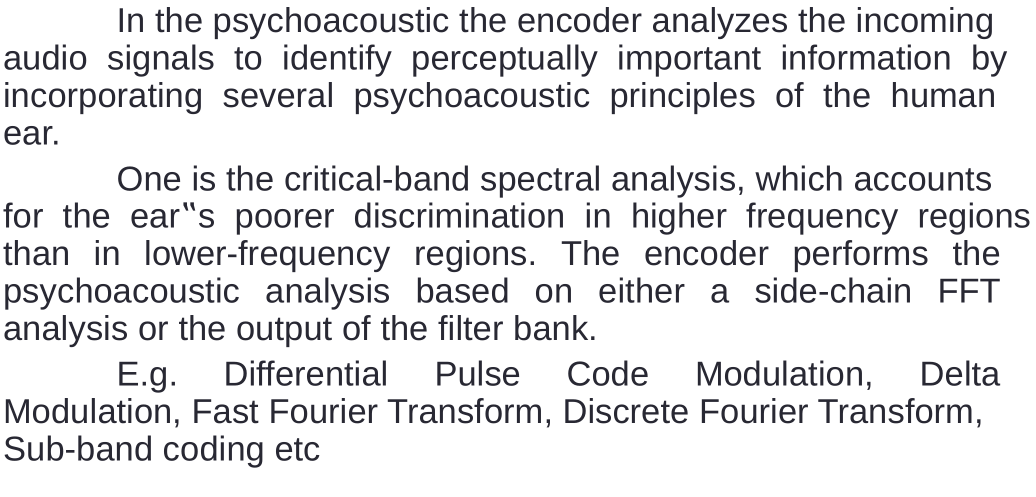 In the psychoacoustic the encoder analyzes the incoming
audio signals to identify perceptually important information by
incorporating several psychoacoustic principles of the human
ear.
One is the critical-band spectral analysis, which accounts
for the ear‟s poorer discrimination in higher frequency regions
than in lower-frequency regions. The encoder performs the
psychoacoustic analysis based on either a side-chain FFT
analysis or the output of the filter bank.
E.g. Differential Pulse Code Modulation, Delta
Modulation, Fast Fourier Transform, Discrete Fourier Transform,
Sub-band coding etc